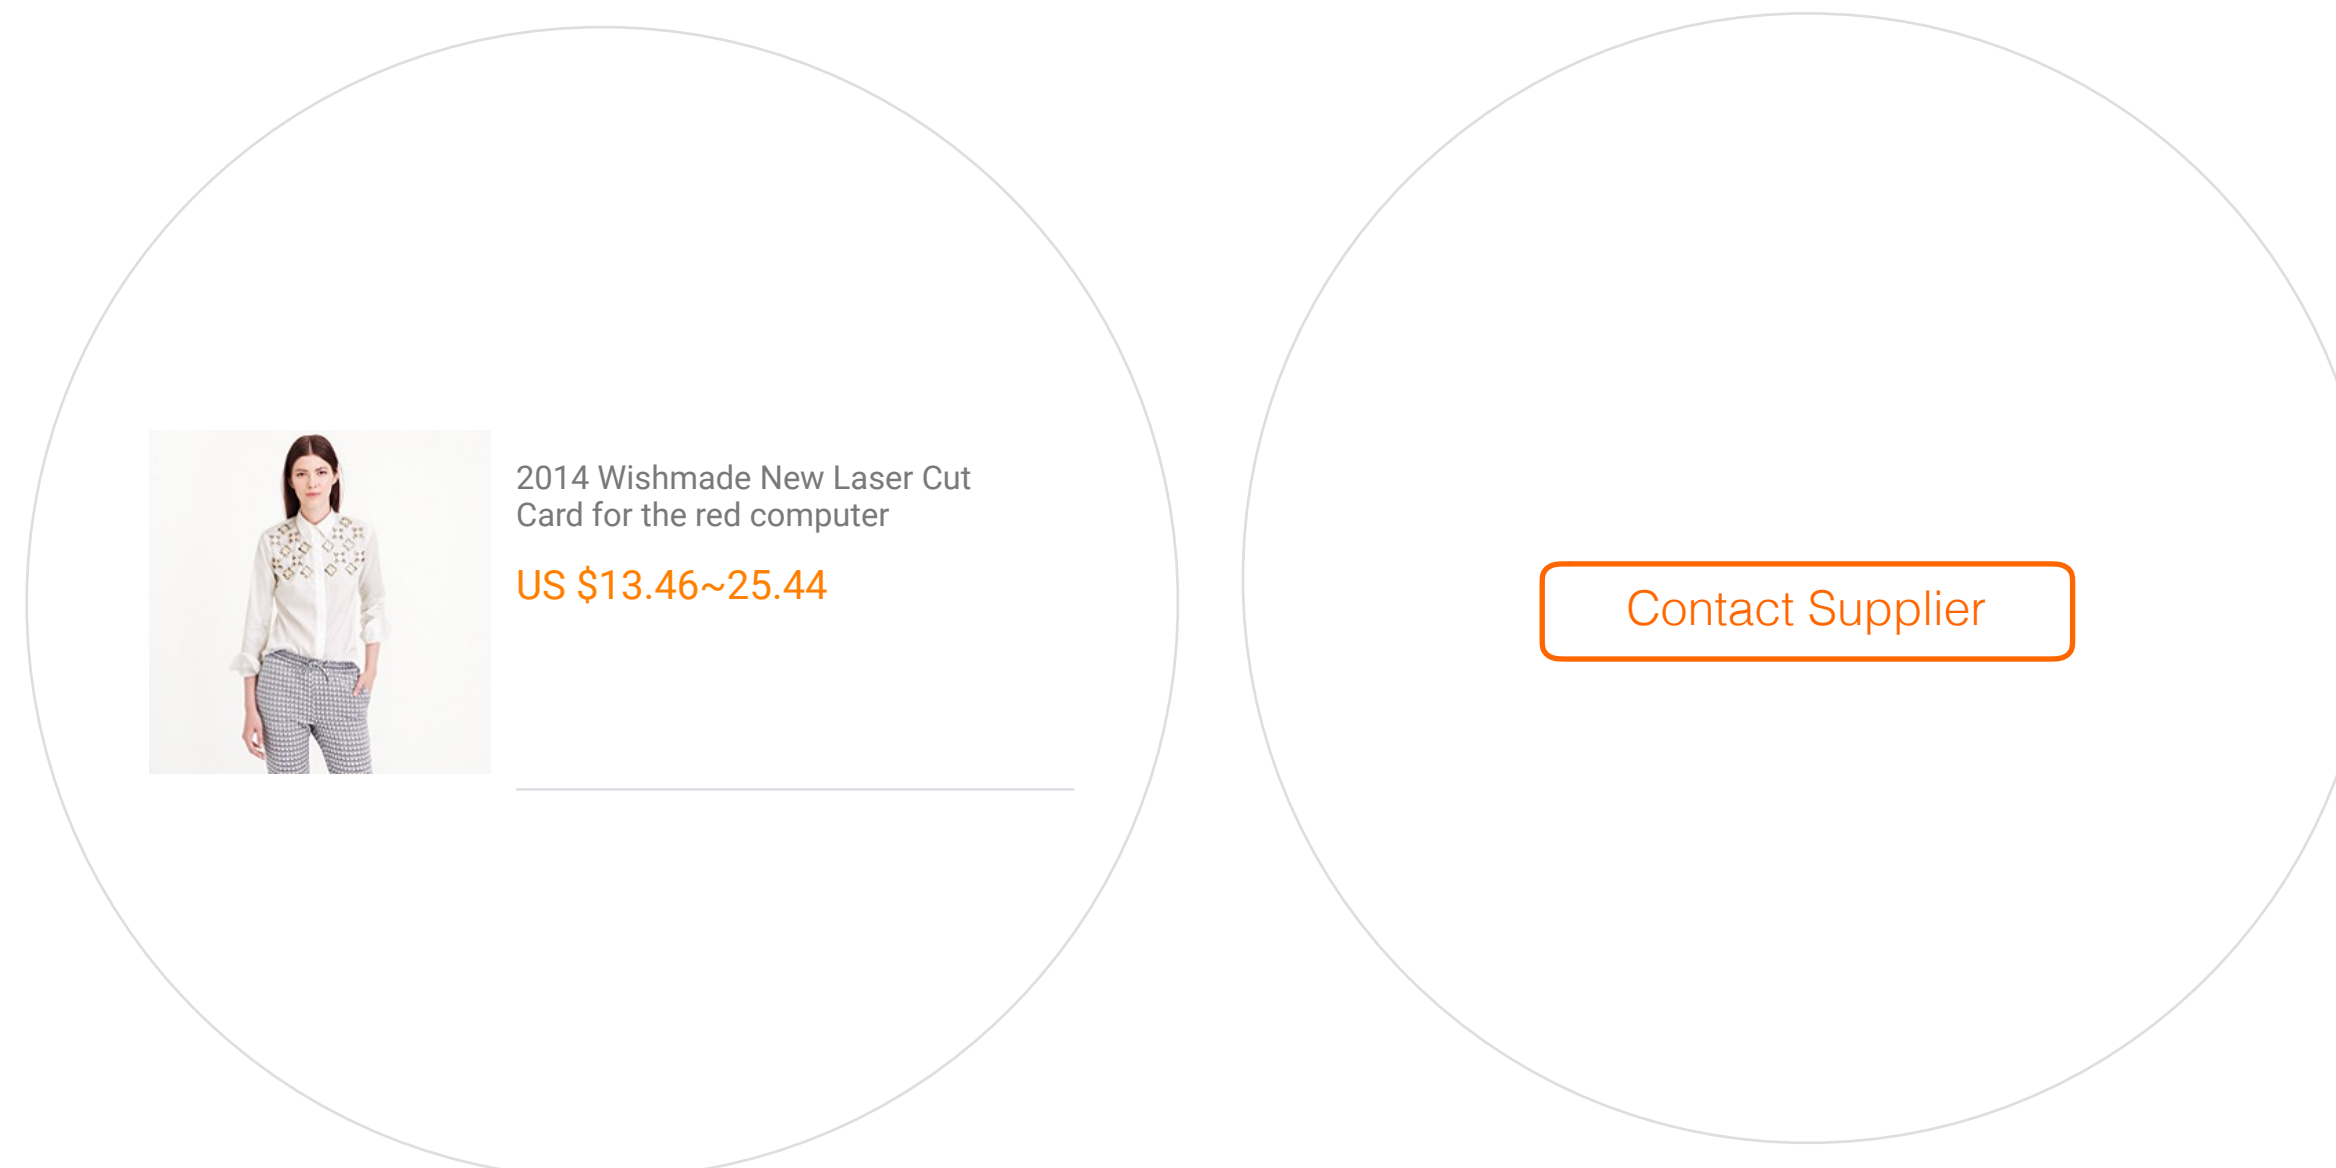 2014 Wishmade New Laser Cut
Card for the red computer
US $13.46~25.44
Contact Supplier